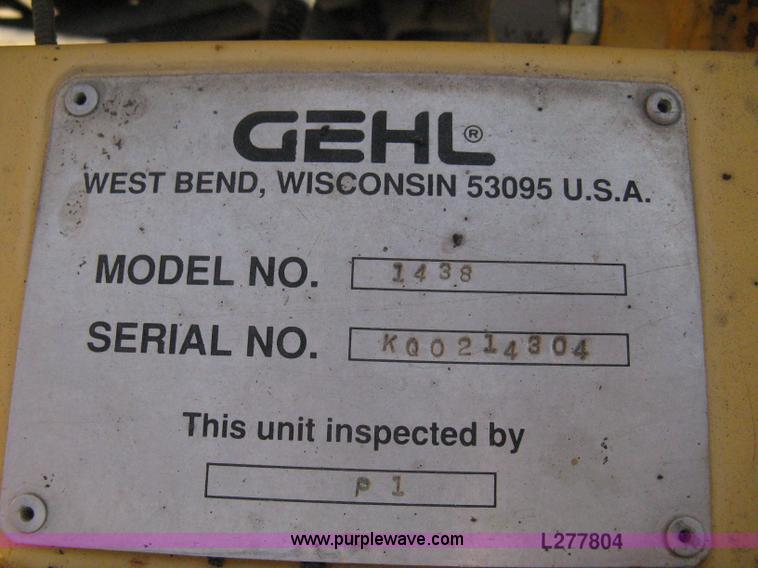 GEHL®
WEST BEND, WISCONSIN 53095 U.S.A.
MODEL NO. 1438
SERIAL NO. KQ0214304
This unit inspected by
P 1
www.purplewave.com
L277804